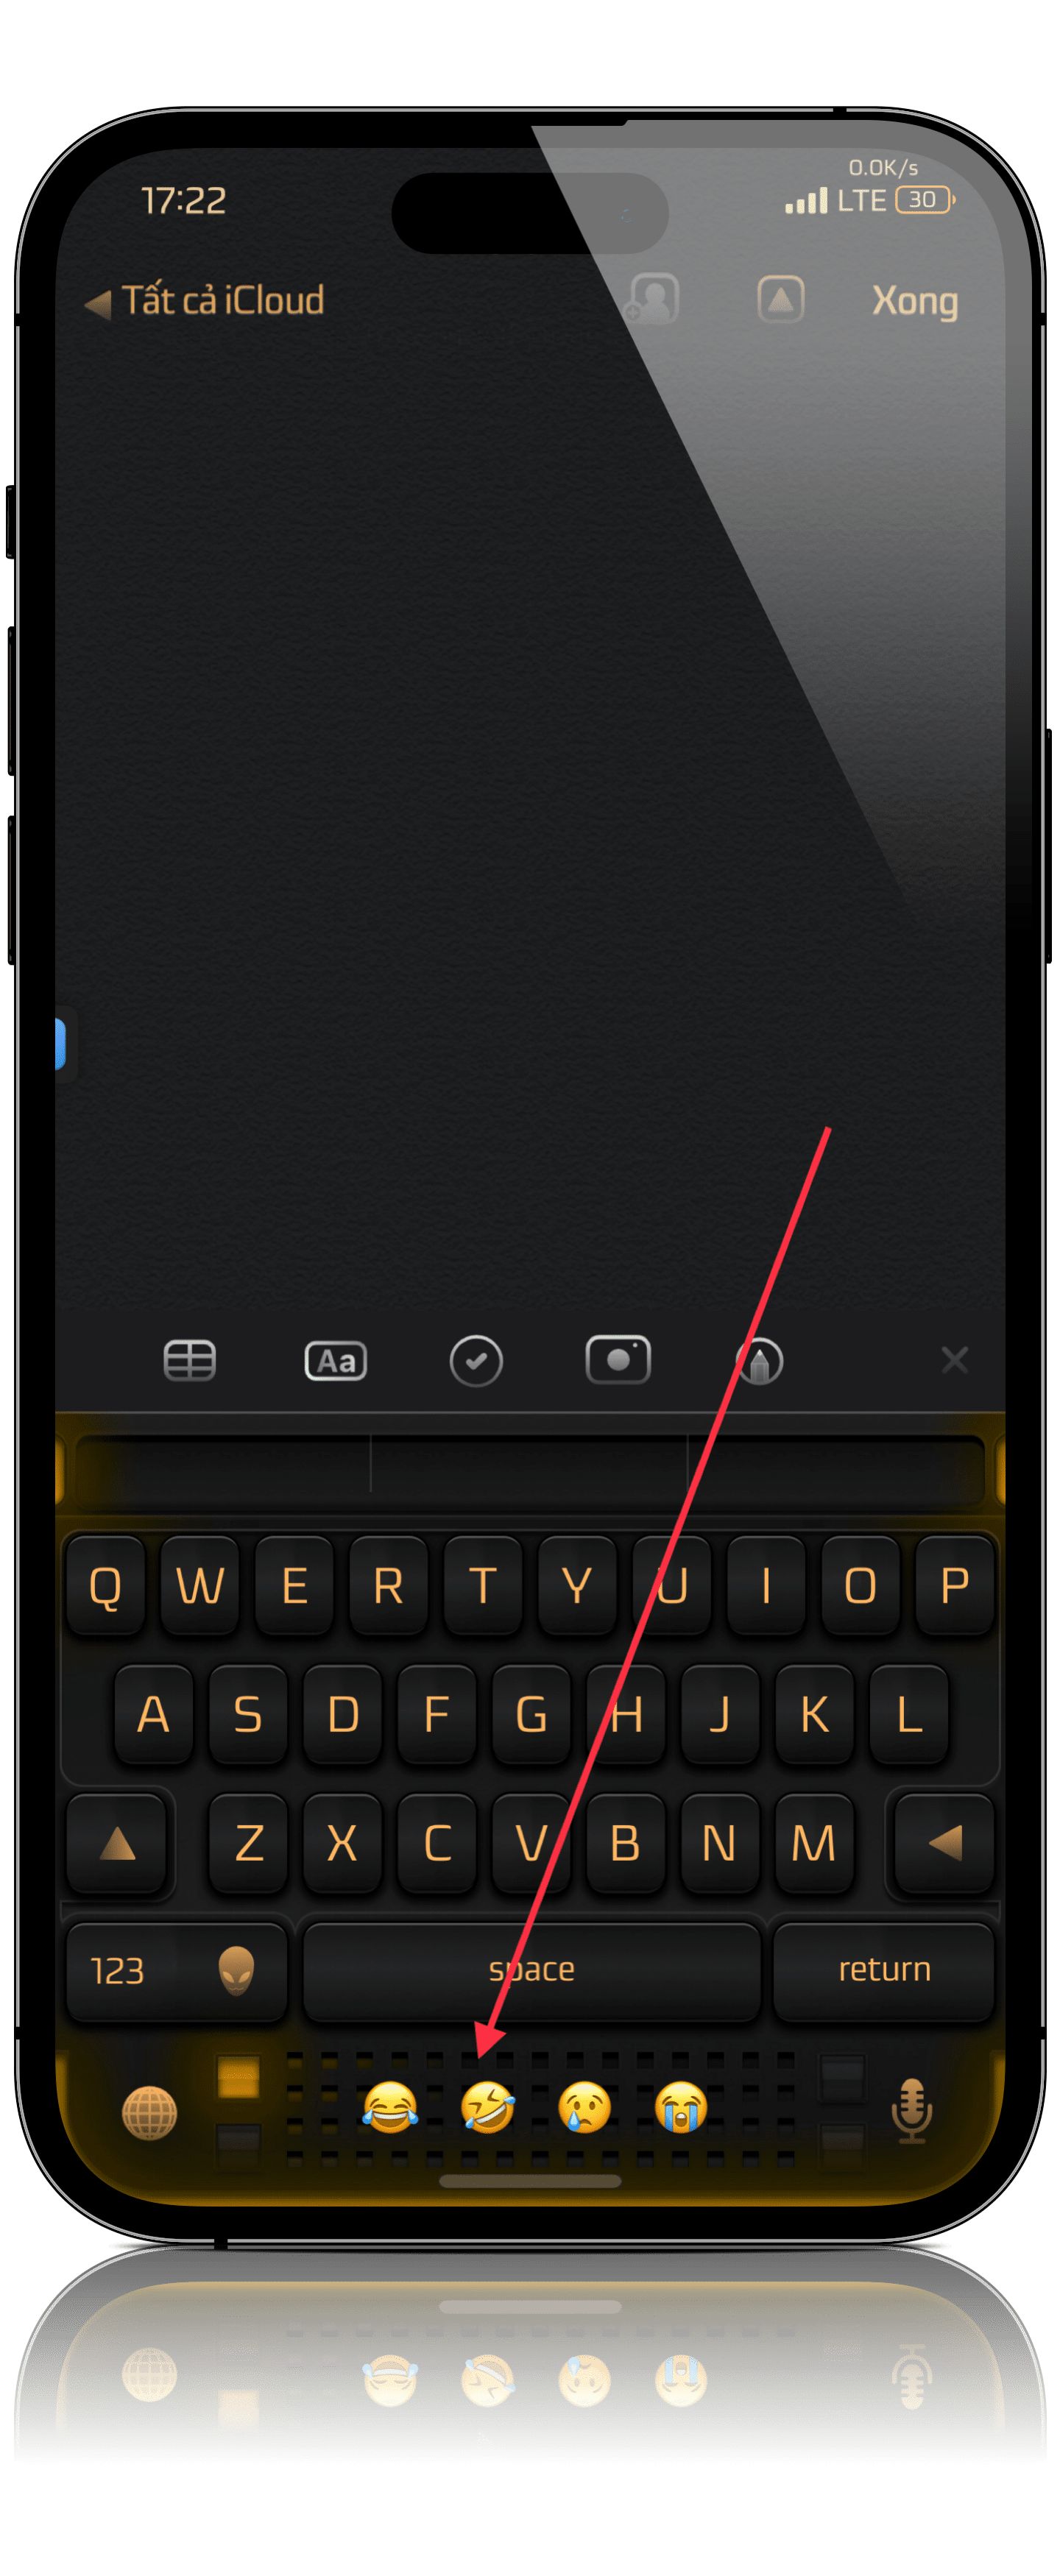 0.0K/s
17:22 LTE 30
Tất cả iCloud Xong
Aa
Q W E R T Y U I O P
A S D F G H J K L
Z X C V B N M
123 space return